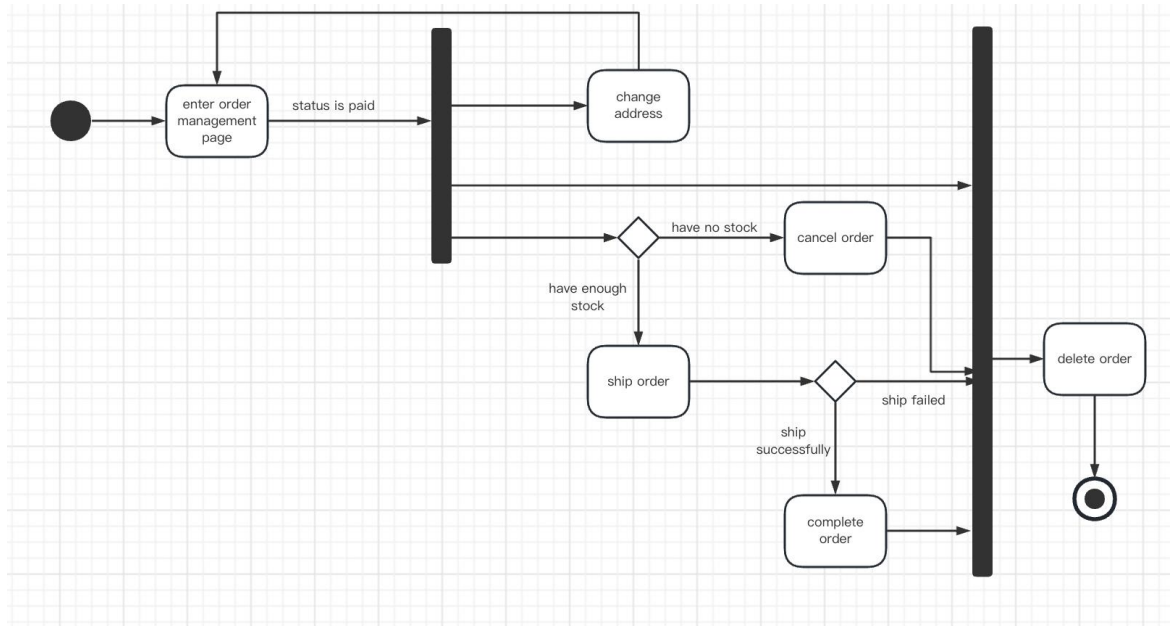 enter order
management
page
status is paid
change
address
have no stock
cancel order
have enough
stock
ship order
ship failed
delete order
ship
successfully
complete
order